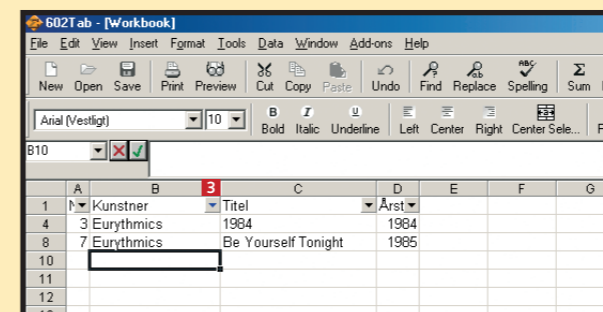 602Tab - [Workbook]
File Edit View Insert Format Tools Data Window Add-ons Help
New Open Save Print Preview Cut Copy Paste Undo Find Replace Spelling Sum
Arial (Vestligt) 10 Bold Italic Underline Left Center Right Center Sele...
B10
A B 3 C D E F G
1 Kunstner Titel Årst
4 3 Eurythmics 1984 1984
8 7 Eurythmics Be Yourself Tonight 1985
10
11
12